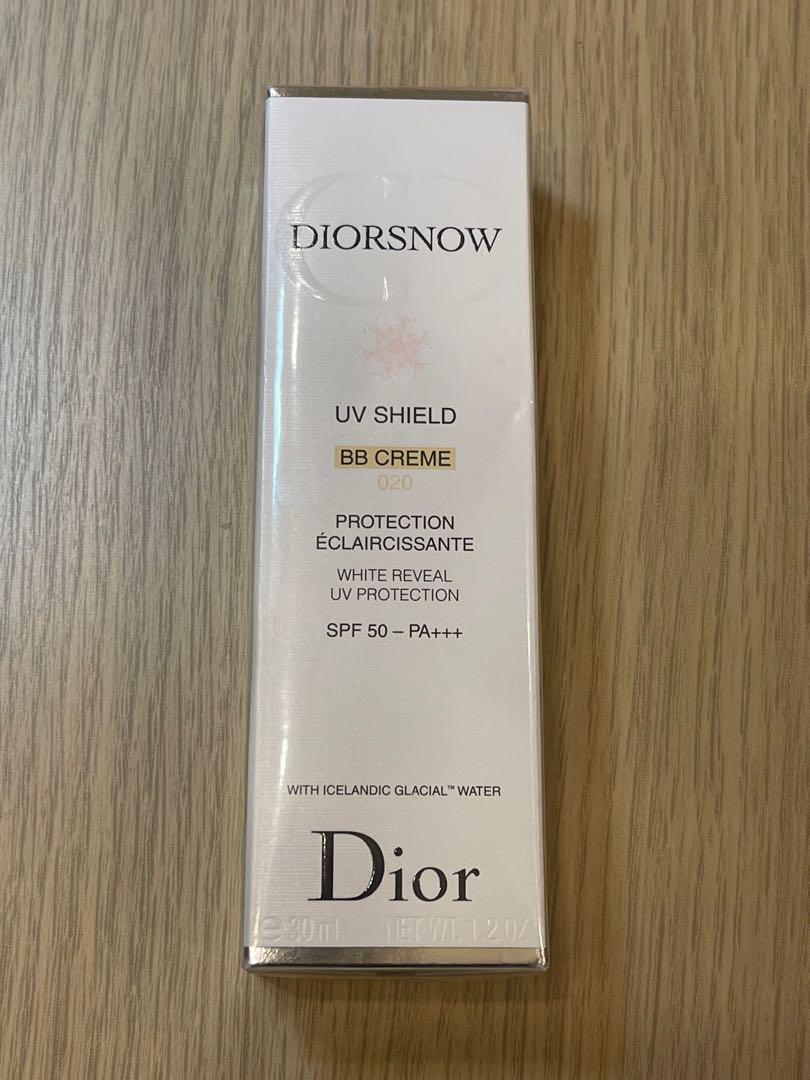 DIORSNOW
UV SHIELD
BB CREME
020
PROTECTION
ÉCLAIRCISSANTE
WHITE REVEAL
UV PROTECTION
SPF 50 – PA+++
WITH ICELANDIC GLACIAL™ WATER
Dior
℮ 30 ml NET WT. 1.2 OZ